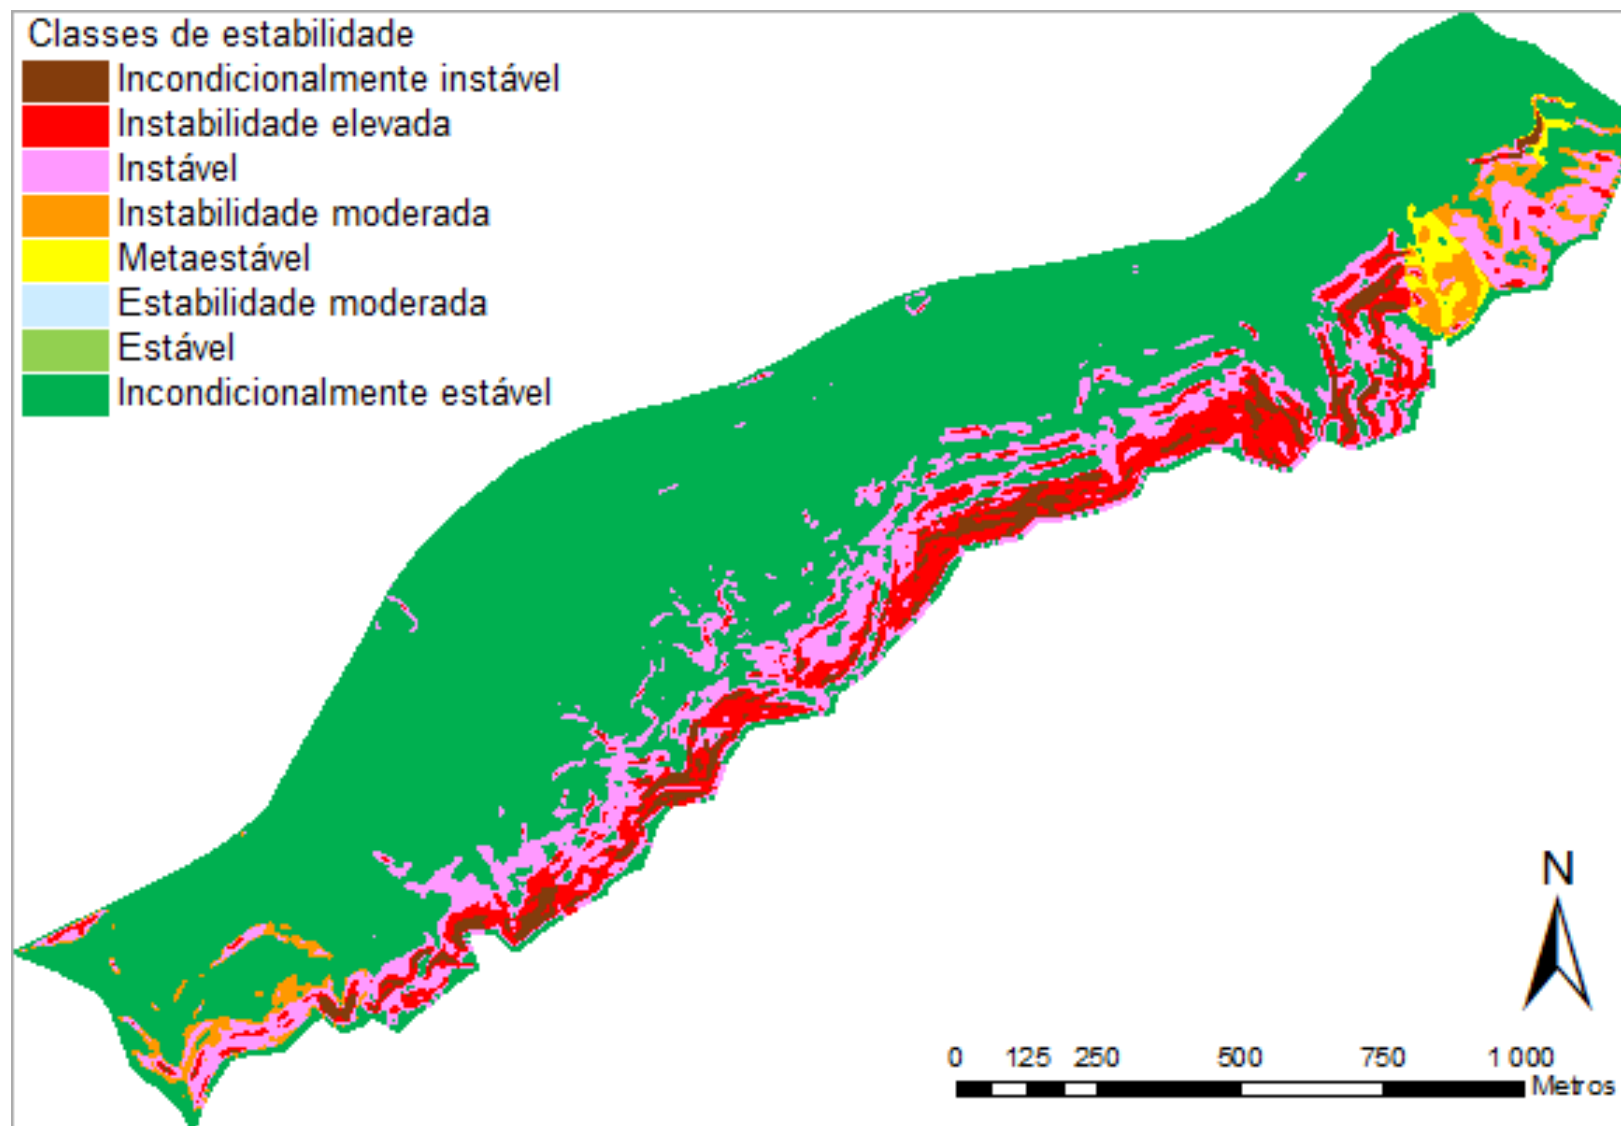 Classes de estabilidade
Incondicionalmente instável
Instabilidade elevada
Instável
Instabilidade moderada
Metaestável
Estabilidade moderada
Estável
Incondicionalmente estável
N
0 125 250 500 750 1 000
Metros